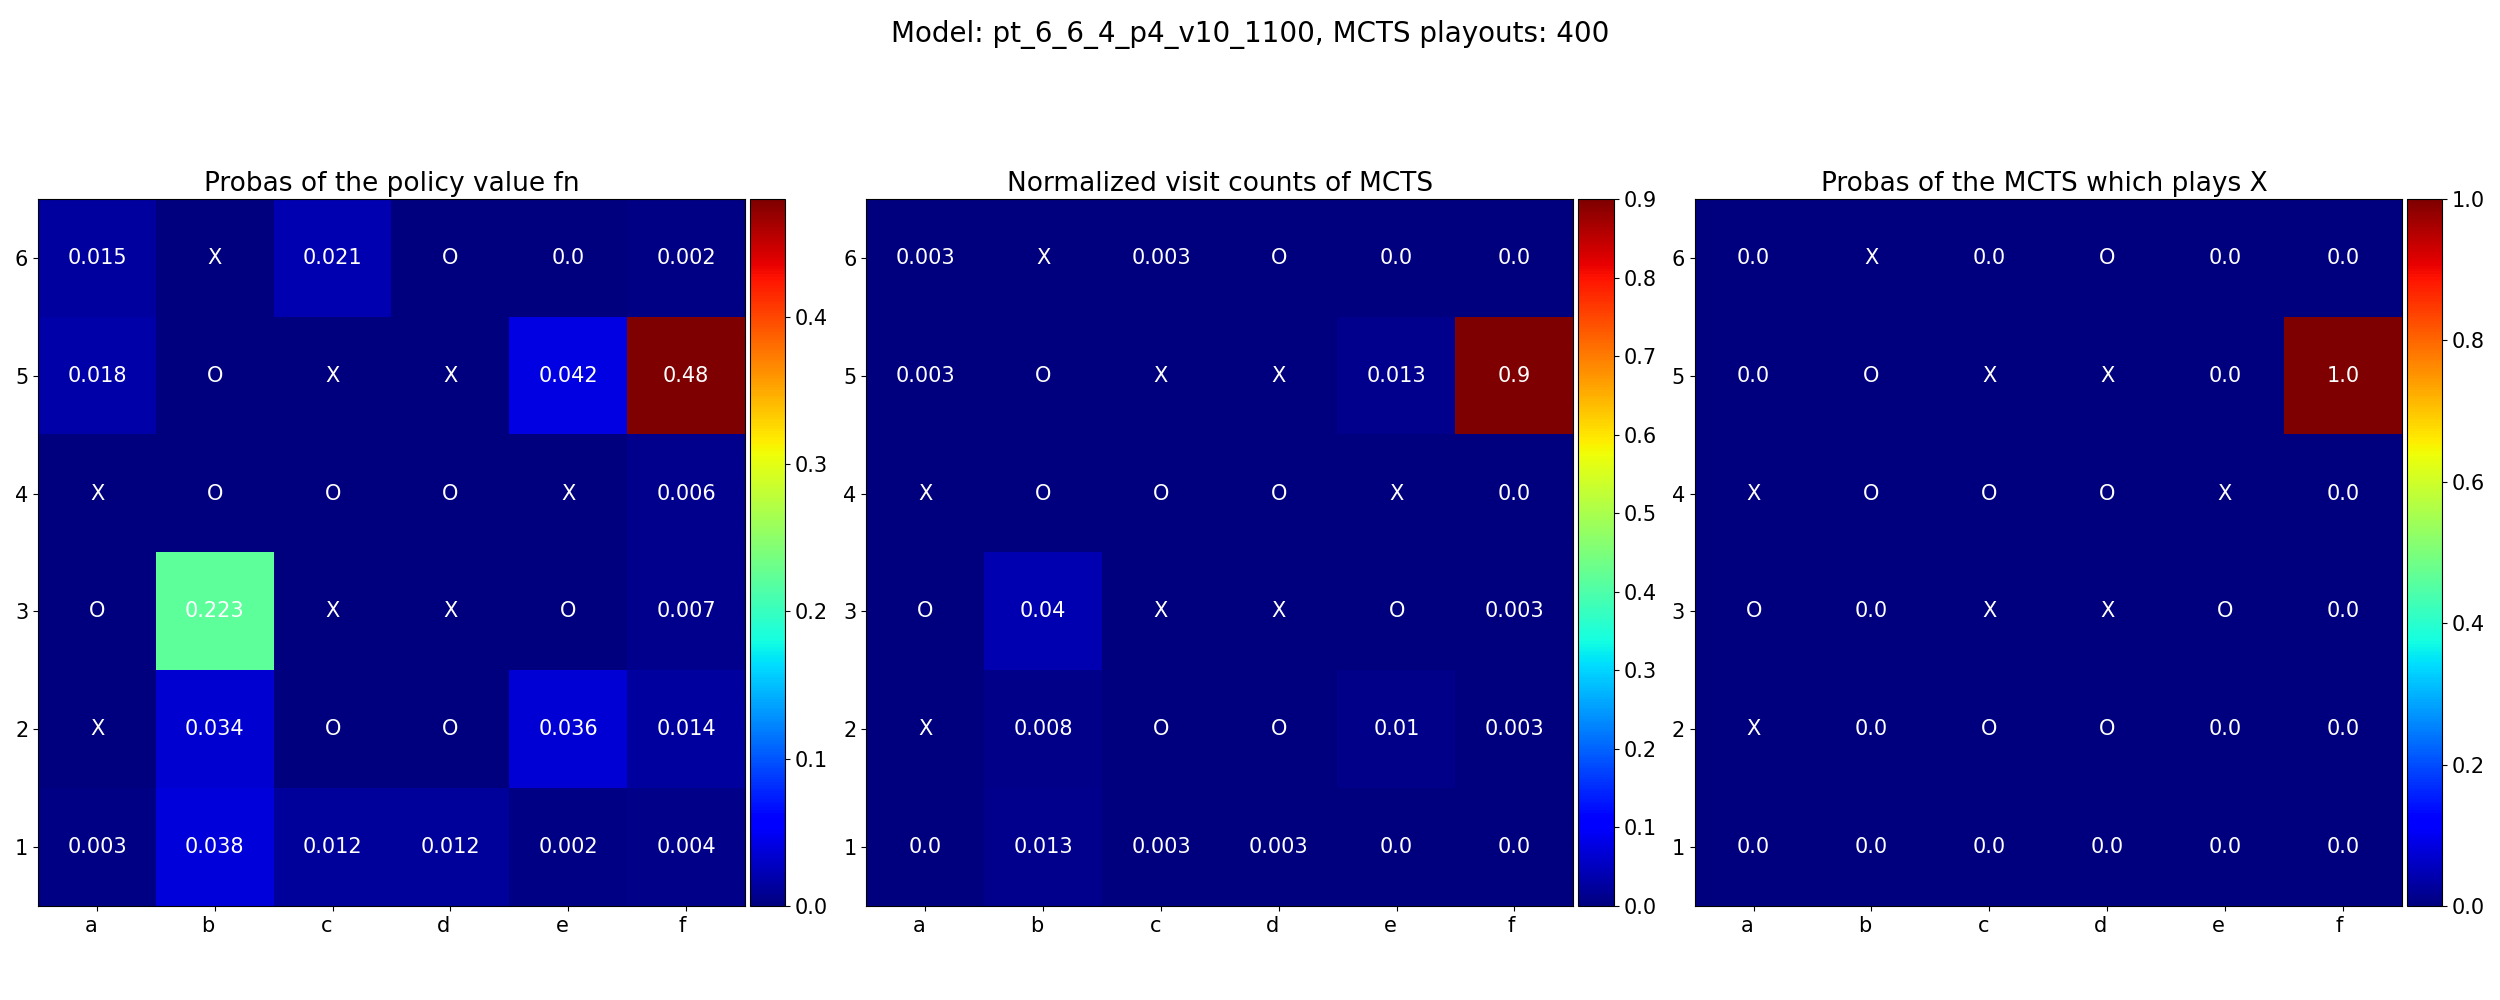 Model: pt_6_6_4_p4_v10_1100, MCTS playouts: 400
Probas of the policy value fn
6 0.015 X 0.021 O 0.0 0.002
5 0.018 O X X 0.042 0.48
4 X O O O X 0.006
3 O 0.223 X X O 0.007
2 X 0.034 O O 0.036 0.014
1 0.003 0.038 0.012 0.012 0.002 0.004
a b c d e f
0.4
0.3
0.2
0.1
0.0
Normalized visit counts of MCTS
6 0.003 X 0.003 O 0.0 0.0
5 0.003 O X X 0.013 0.9
4 X O O O X 0.0
3 O 0.04 X X O 0.003
2 X 0.008 O O 0.01 0.003
1 0.0 0.013 0.003 0.003 0.0 0.0
a b c d e f
0.9
0.8
0.7
0.6
0.5
0.4
0.3
0.2
0.1
0.0
Probas of the MCTS which plays X
6 0.0 X 0.0 O 0.0 0.0
5 0.0 O X X 0.0 1.0
4 X O O O X 0.0
3 O 0.0 X X O 0.0
2 X 0.0 O O 0.0 0.0
1 0.0 0.0 0.0 0.0 0.0 0.0
a b c d e f
1.0
0.8
0.6
0.4
0.2
0.0